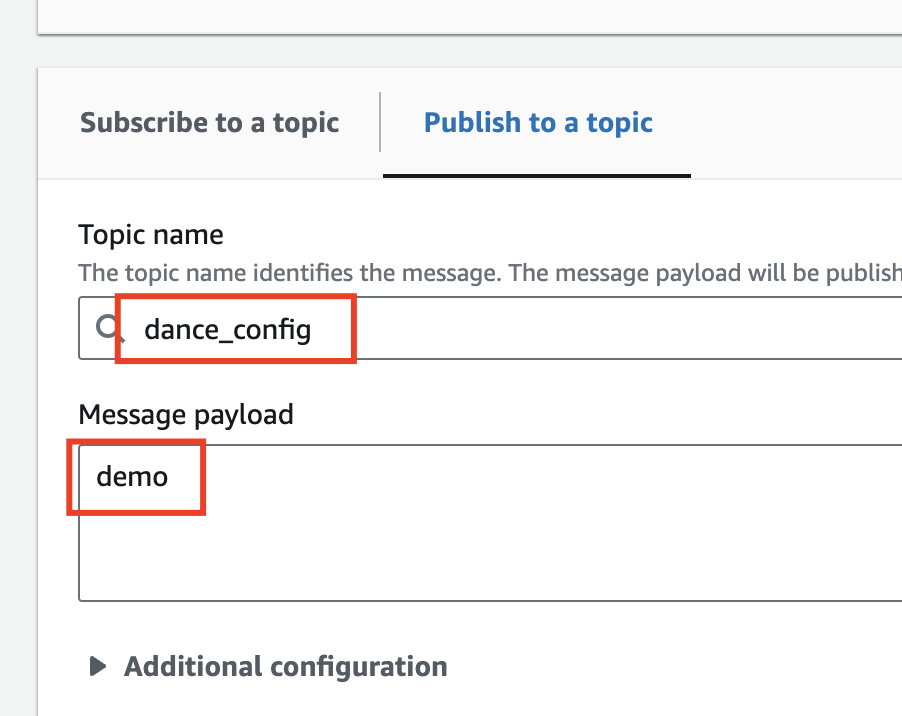 Subscribe to a topic
Publish to a topic
Topic name
The topic name identifies the message. The message payload will be publish
dance_config
Message payload
demo
Additional configuration